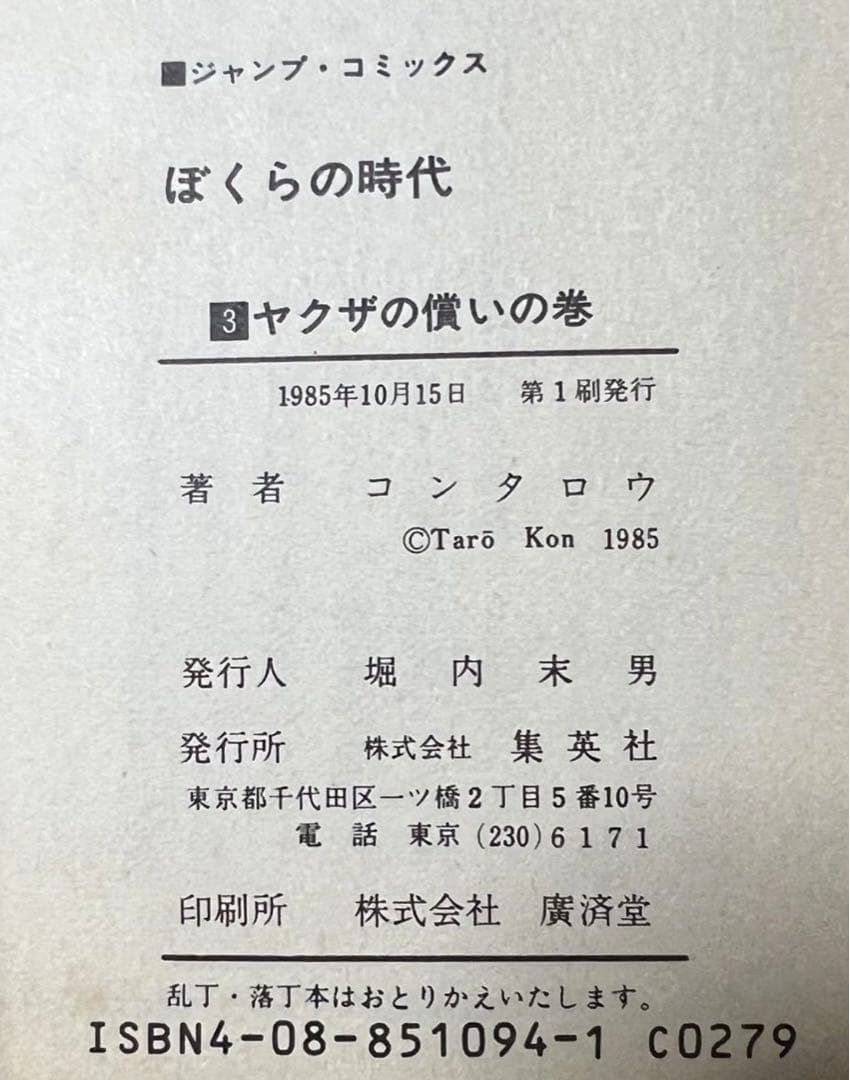 ■ジャンプ・コミックス
ぼくらの時代
3ヤクザの償いの巻
1985年10月15日 第1刷発行
著者 コンタロウ
©Tarō Kon 1985
発行人 堀内末男
発行所 株式会社 集英社
東京都千代田区一ツ橋2丁目5番10号
電話 東京(230)6171
印刷所 株式会社 廣済堂
乱丁・落丁本はおとりかえいたします。
ISBN4-08-851094-1 C0279